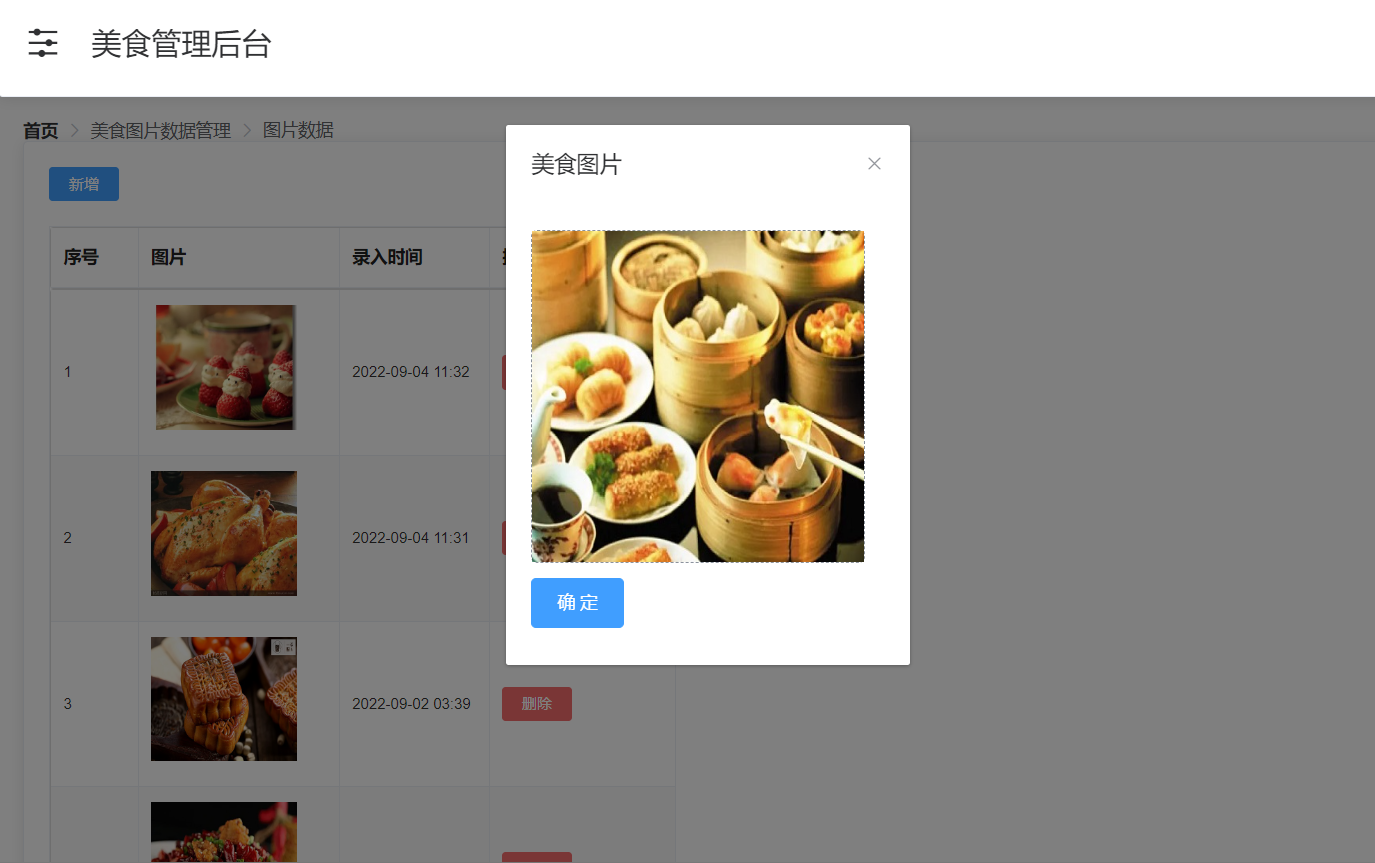 美食管理后台
首页 > 美食图片数据管理 > 图片数据
新增
序号 图片 录入时间
1 2022-09-04 11:32
2 2022-09-04 11:31
3 2022-09-02 03:39 删除
美食图片
确 定